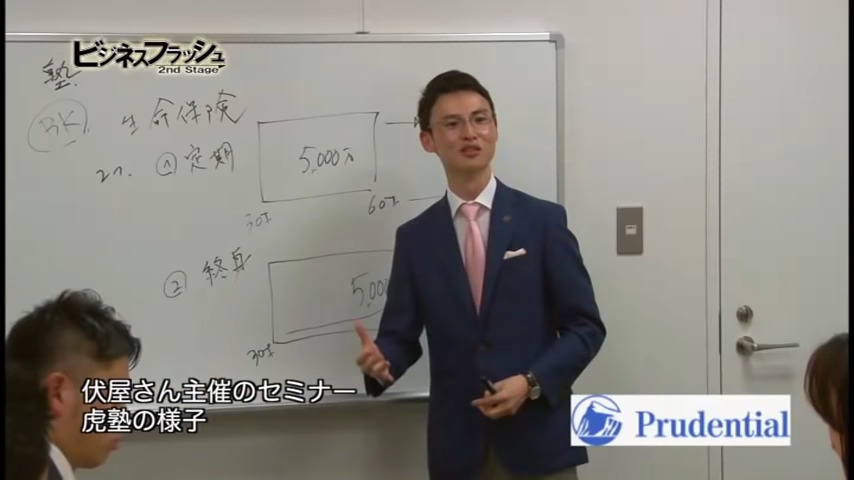 ビジネスフラッシュ
2nd Stage
塾
BK
生命保険
① 定期
5,000万
30才
60才
② 終身
5,00
30才
伏屋さん主催のセミナー
虎塾の様子
Prudential